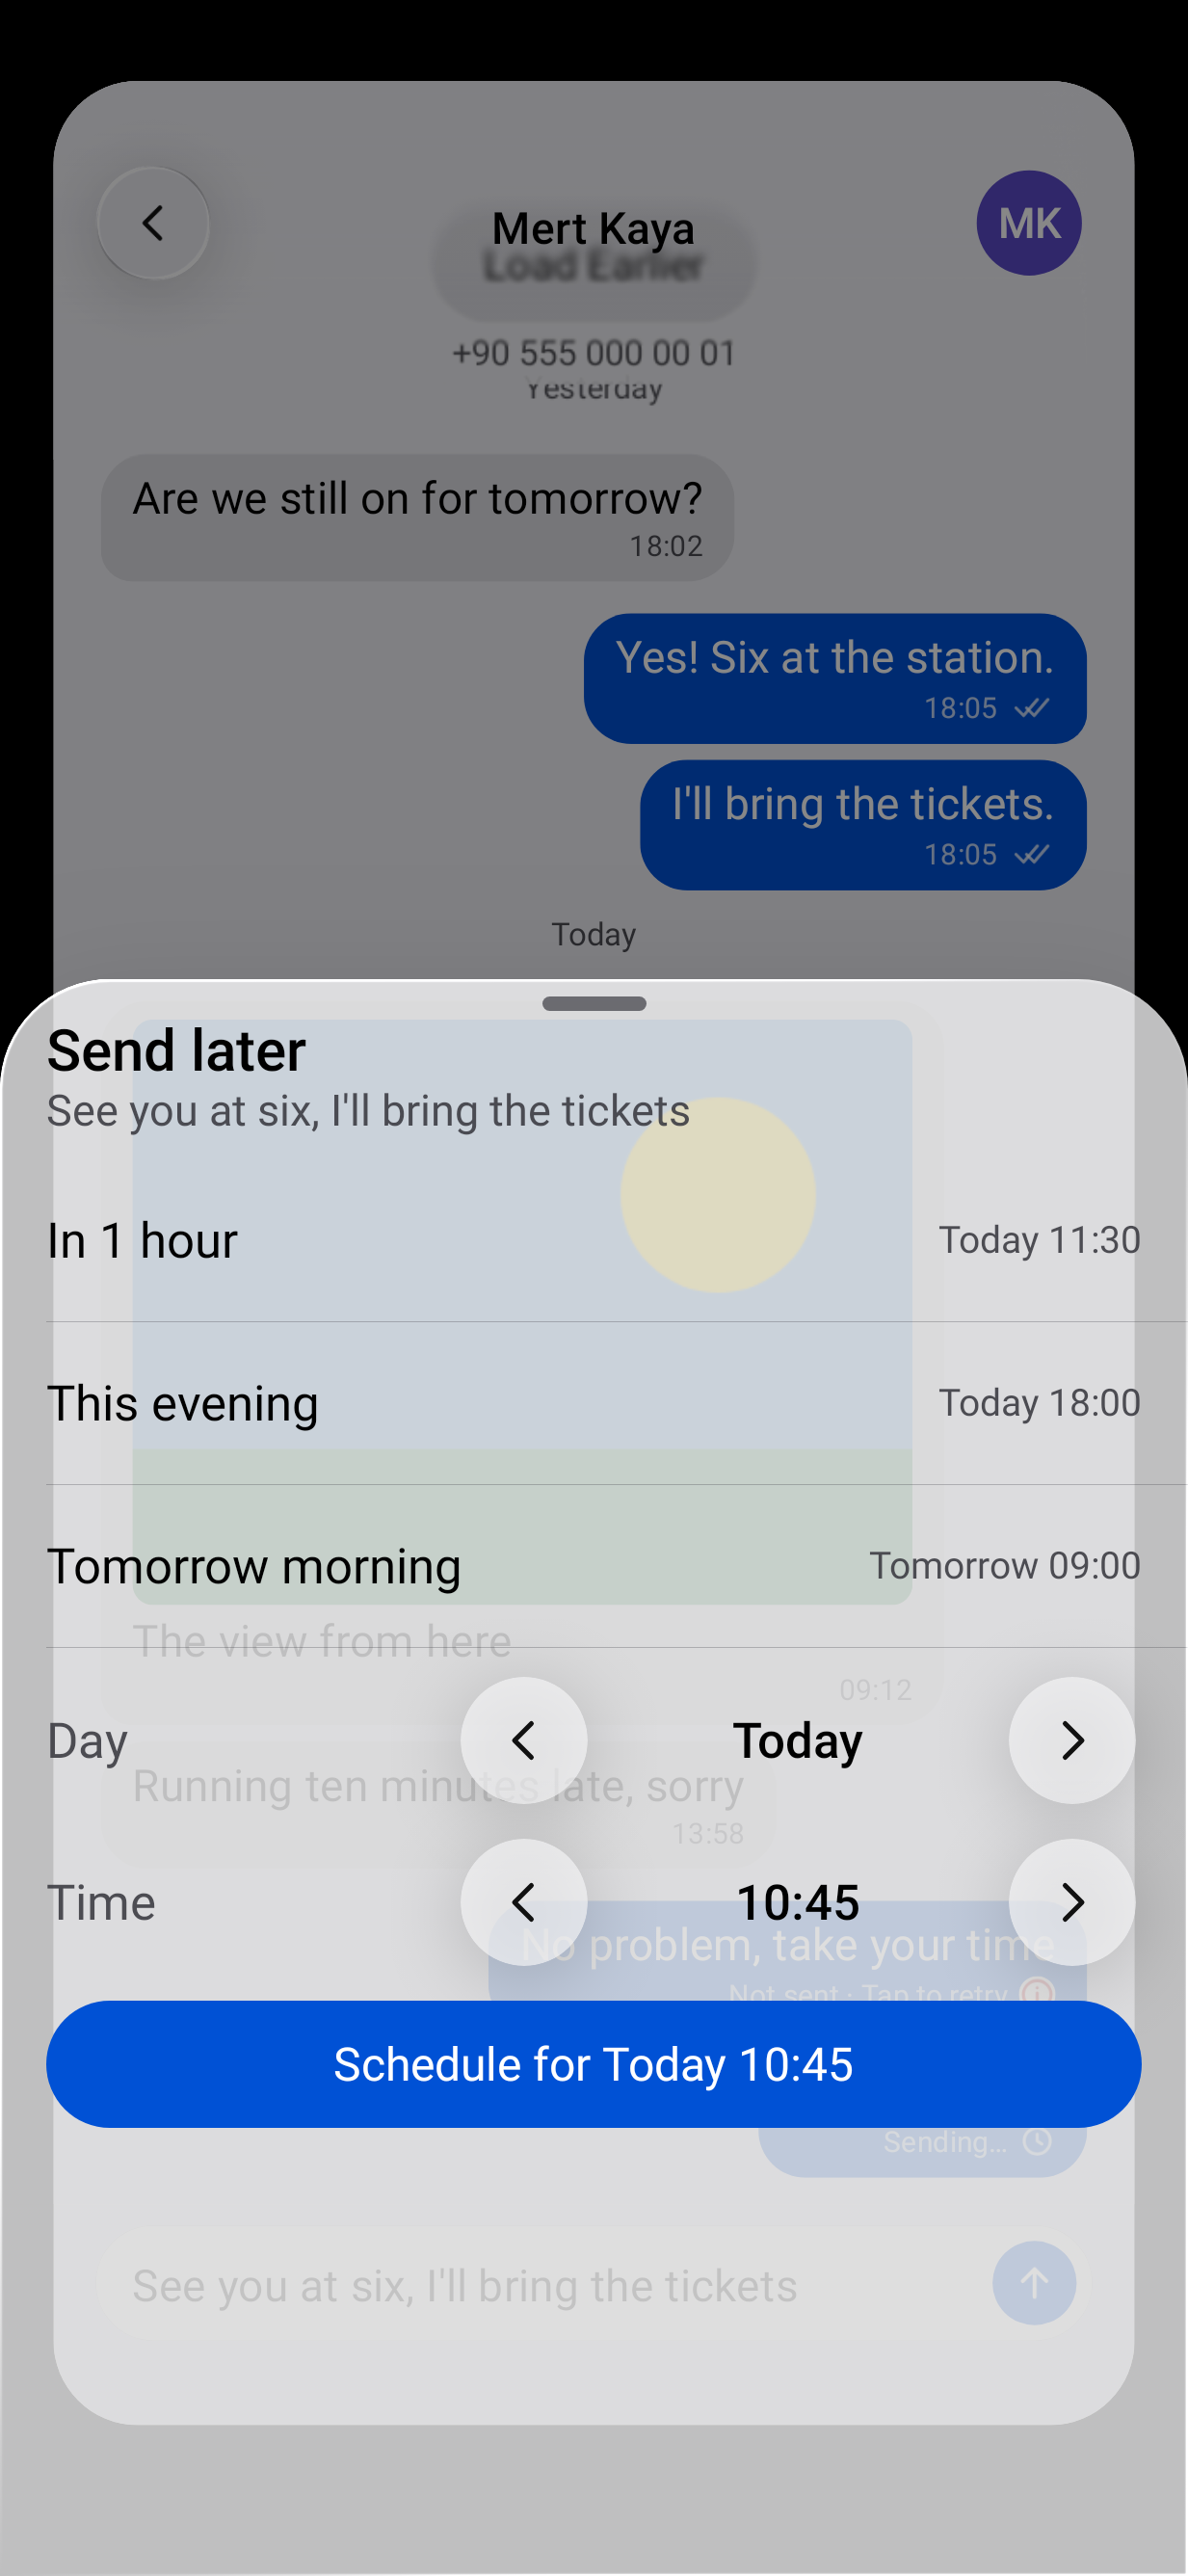 Mert Kaya
MK
Load Earlier
+90 555 000 00 01
Yesterday
Are we still on for tomorrow?
18:02
Yes! Six at the station.
18:05
I'll bring the tickets.
18:05
Today
Send later
See you at six, I'll bring the tickets
In 1 hour
Today 11:30
This evening
Today 18:00
Tomorrow morning
Tomorrow 09:00
The view from here
09:12
Day
Today
Running ten minutes late, sorry
13:58
Time
10:45
No problem, take your time
Not sent · Tap to retry
Schedule for Today 10:45
Sending...
See you at six, I'll bring the tickets